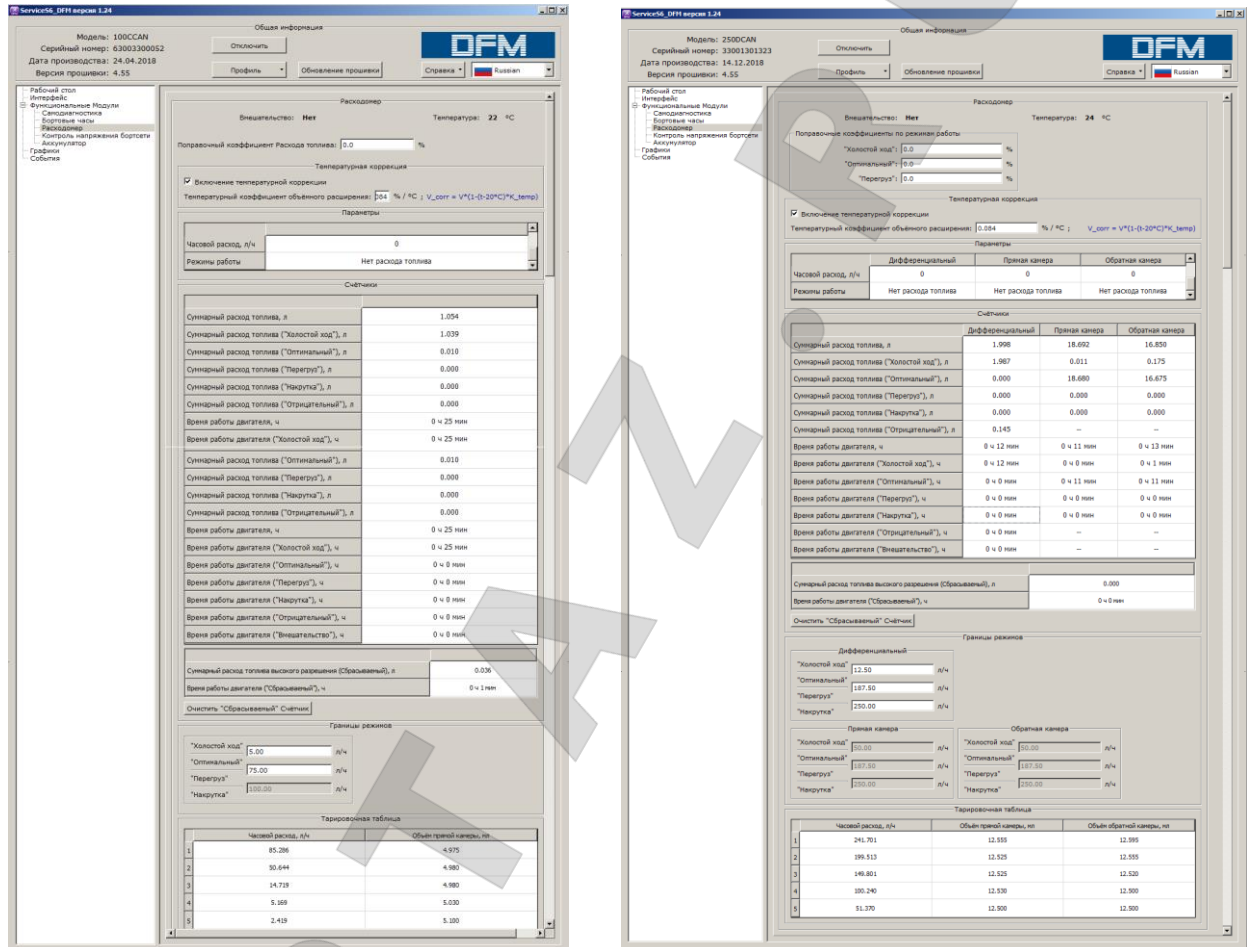 ServiceS6_DFM версия 1.24
Общая информация
Модель: 100CCAN
Серийный номер: 63003300052
Дата производства: 24.04.2018
Версия прошивки: 4.55
Отключить
Профиль
Обновление прошивки
DFM
Справка
Russian
Рабочий стол
Интерфейс
Функциональные Модули
Самодиагностика
Бортовые часы
Расходомер
Контроль напряжения бортсети
Аккумулятор
Графики
События
Расходомер
Вмешательство: Нет
Температура: 22 °C
Поправочный коэффициент Расхода топлива: 0.0 %
Температурная коррекция
Включение температурной коррекции
Температурный коэффициент объёмного расширения: 084 % / °C ; V_corr = V*(1-(t-20°C)*K_temp)
Параметры
Часовой расход, л/ч 0
Режимы работы Нет расхода топлива
Счётчики
Суммарный расход топлива, л 1.054
Суммарный расход топлива ("Холостой ход"), л 1.039
Суммарный расход топлива ("Оптимальный"), л 0.010
Суммарный расход топлива ("Перегруз"), л 0.000
Суммарный расход топлива ("Накрутка"), л 0.000
Суммарный расход топлива ("Отрицательный"), л 0.000
Время работы двигателя, ч 0 ч 25 мин
Время работы двигателя ("Холостой ход"), ч 0 ч 25 мин
Суммарный расход топлива ("Оптимальный"), л 0.010
Суммарный расход топлива ("Перегруз"), л 0.000
Суммарный расход топлива ("Накрутка"), л 0.000
Суммарный расход топлива ("Отрицательный"), л 0.000
Время работы двигателя, ч 0 ч 25 мин
Время работы двигателя ("Холостой ход"), ч 0 ч 25 мин
Время работы двигателя ("Оптимальный"), ч 0 ч 0 мин
Время работы двигателя ("Перегруз"), ч 0 ч 0 мин
Время работы двигателя ("Накрутка"), ч 0 ч 0 мин
Время работы двигателя ("Отрицательный"), ч 0 ч 0 мин
Время работы двигателя ("Вмешательство"), ч 0 ч 0 мин
Суммарный расход топлива высокого разрешения (Сбрасываемый), л 0.036
Время работы двигателя ("Сбрасываемый"), ч 0 ч 1 мин
Очистить "Сбрасываемый" Счётчик
Границы режимов
"Холостой ход"
5.00 л/ч
"Оптимальный"
75.00 л/ч
"Перегруз"
100.00 л/ч
"Накрутка"
Тарировочная таблица
Часовой расход, л/ч Объём прямой камеры, мл
1 85.286 4.975
2 50.644 4.980
3 14.719 4.980
4 5.169 5.030
5 2.419 5.100
ServiceS6_DFM версия 1.24
Общая информация
Модель: 250DCAN
Серийный номер: 33001301323
Дата производства: 14.12.2018
Версия прошивки: 4.55
Отключить
Профиль
Обновление прошивки
DFM
Справка
Russian
Рабочий стол
Интерфейс
Функциональные Модули
Самодиагностика
Бортовые часы
Расходомер
Контроль напряжения бортсети
Аккумулятор
Графики
События
Расходомер
Вмешательство: Нет
Температура: 24 °C
Поправочные коэффициенты по режимам работы
"Холостой ход": 0.0 %
"Оптимальный": 0.0 %
"Перегруз": 0.0 %
Температурная коррекция
Включение температурной коррекции
Температурный коэффициент объёмного расширения: 0.084 % / °C ; V_corr = V*(1-(t-20°C)*K_temp)
Параметры
Дифференциальный Прямая камера Обратная камера
Часовой расход, л/ч 0 0 0
Режимы работы Нет расхода топлива Нет расхода топлива Нет расхода топлива
Счётчики
Дифференциальный Прямая камера Обратная камера
Суммарный расход топлива, л 1.998 18.692 16.850
Суммарный расход топлива ("Холостой ход"), л 1.987 0.011 0.175
Суммарный расход топлива ("Оптимальный"), л 0.000 18.680 16.675
Суммарный расход топлива ("Перегруз"), л 0.000 0.000 0.000
Суммарный расход топлива ("Накрутка"), л 0.000 0.000 0.000
Суммарный расход топлива ("Отрицательный"), л 0.145 -- --
Время работы двигателя, ч 0 ч 12 мин 0 ч 11 мин 0 ч 13 мин
Время работы двигателя ("Холостой ход"), ч 0 ч 12 мин 0 ч 0 мин 0 ч 1 мин
Время работы двигателя ("Оптимальный"), ч 0 ч 0 мин 0 ч 11 мин 0 ч 11 мин
Время работы двигателя ("Перегруз"), ч 0 ч 0 мин 0 ч 0 мин 0 ч 0 мин
Время работы двигателя ("Накрутка"), ч 0 ч 0 мин 0 ч 0 мин 0 ч 0 мин
Время работы двигателя ("Отрицательный"), ч 0 ч 0 мин -- --
Время работы двигателя ("Вмешательство"), ч 0 ч 0 мин -- --
Суммарный расход топлива высокого разрешения (Сбрасываемый), л 0.000
Время работы двигателя ("Сбрасываемый"), ч 0 ч 0 мин
Очистить "Сбрасываемый" Счётчик
Границы режимов
Дифференциальный
"Холостой ход"
12.50 л/ч
"Оптимальный"
187.50 л/ч
"Перегруз"
250.00 л/ч
"Накрутка"
Прямая камера Обратная камера
"Холостой ход" "Холостой ход"
50.00 л/ч 50.00 л/ч
"Оптимальный" "Оптимальный"
187.50 л/ч 187.50 л/ч
"Перегруз" "Перегруз"
250.00 л/ч 250.00 л/ч
"Накрутка" "Накрутка"
Тарировочная таблица
Часовой расход, л/ч Объём прямой камеры, мл Объём обратной камеры, мл
1 241.701 12.555 12.595
2 199.513 12.525 12.555
3 149.801 12.525 12.520
4 100.240 12.530 12.500
5 51.370 12.500 12.500